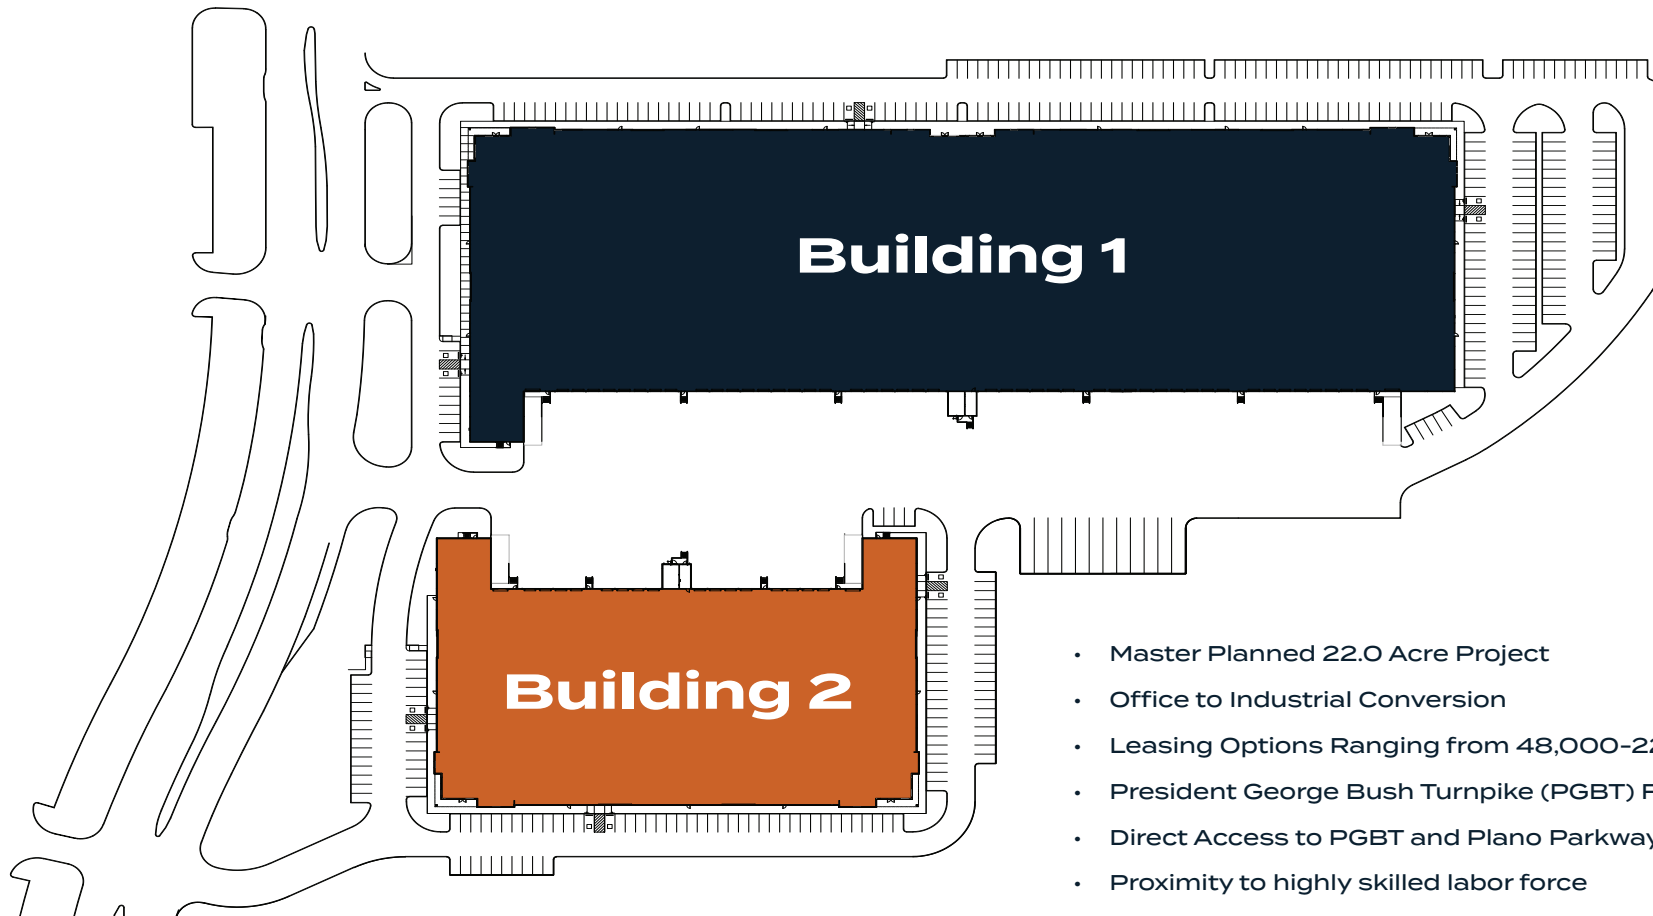 Building 1
Building 2
• Master Planned 22.0 Acre Project
• Office to Industrial Conversion
• Leasing Options Ranging from 48,000-22
• President George Bush Turnpike (PGBT) F
• Direct Access to PGBT and Plano Parkway
• Proximity to highly skilled labor force